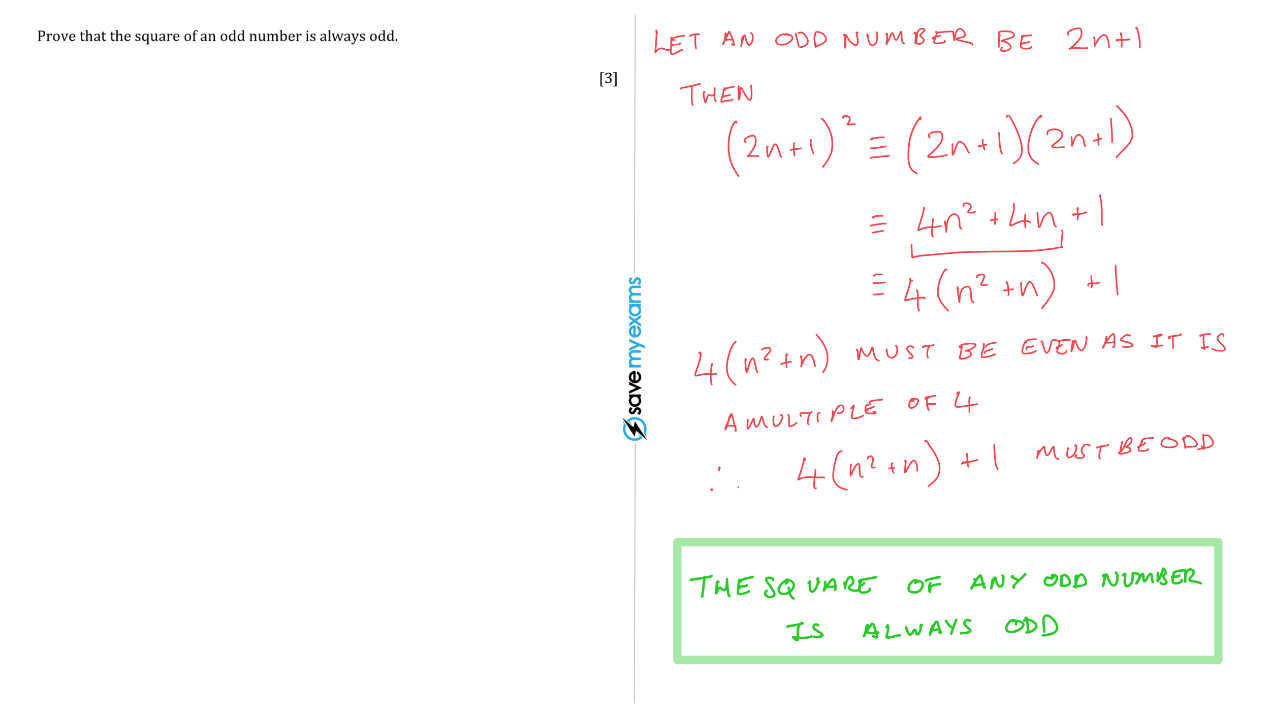 Prove that the square of an odd number is always odd.
[3]
LET AN ODD NUMBER BE 2n+1
THEN
(2n+1)² ≡ (2n+1)(2n+1)
≡ 4n² + 4n + 1
≡ 4(n² + n) + 1
4(n² + n) MUST BE EVEN AS IT IS
A MULTIPLE OF 4
∴ 4(n² + n) + 1 MUST BE ODD
THE SQUARE OF ANY ODD NUMBER
IS ALWAYS ODD
savemyexams